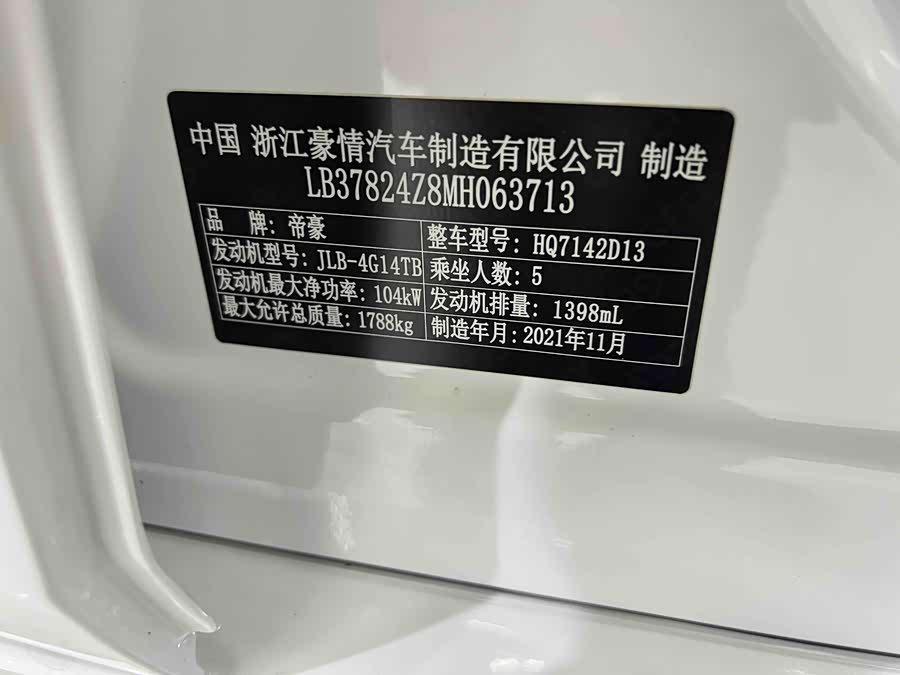 中国 浙江豪情汽车制造有限公司 制造
LB37824Z8MH063713
品 牌: 帝豪 整车型号: HQ7142D13
发动机型号: JLB-4G14TB 乘坐人数: 5
发动机最大净功率: 104kW 发动机排量: 1398mL
最大允许总质量: 1788kg 制造年月: 2021年11月